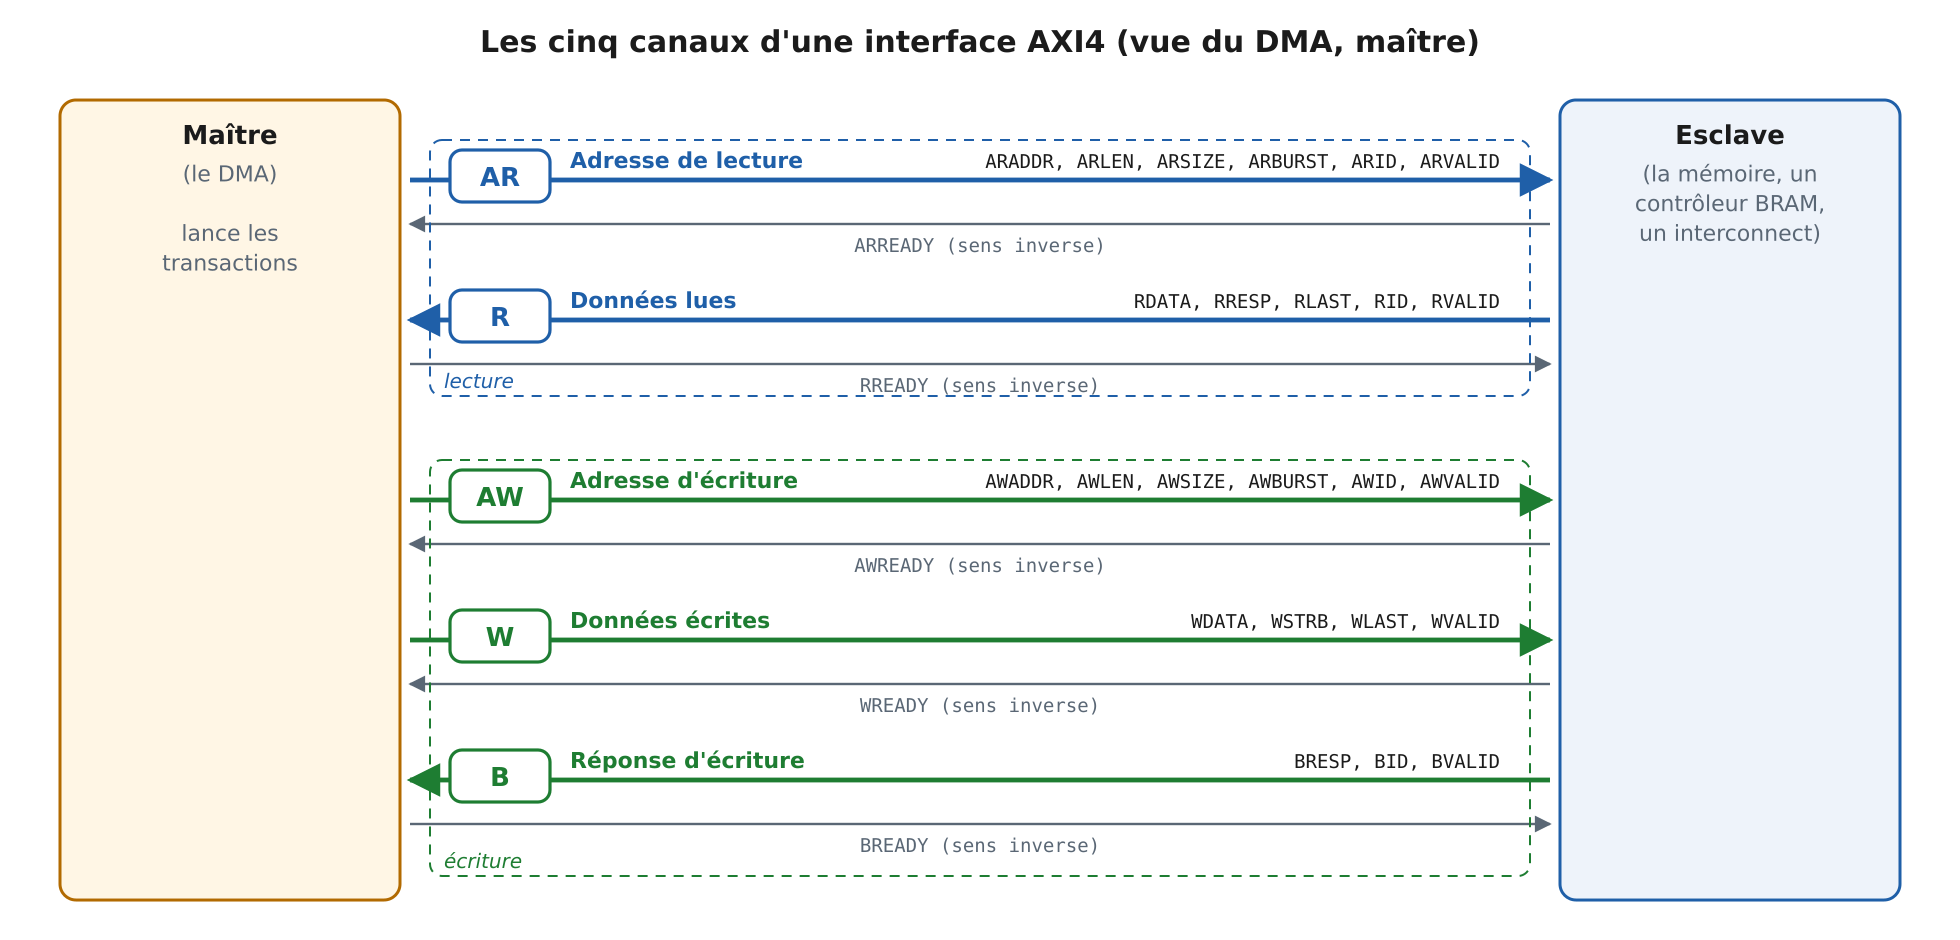 Les cinq canaux d'une interface AXI4 (vue du DMA, maître)
Maître
(le DMA)
lance les
transactions
AR
Adresse de lecture
ARADDR, ARLEN, ARSIZE, ARBURST, ARID, ARVALID
ARREADY (sens inverse)
R
Données lues
RDATA, RRESP, RLAST, RID, RVALID
RREADY (sens inverse)
lecture
AW
Adresse d'écriture
AWADDR, AWLEN, AWSIZE, AWBURST, AWID, AWVALID
AWREADY (sens inverse)
W
Données écrites
WDATA, WSTRB, WLAST, WVALID
WREADY (sens inverse)
B
Réponse d'écriture
BRESP, BID, BVALID
BREADY (sens inverse)
écriture
Esclave
(la mémoire, un
contrôleur BRAM,
un interconnect)